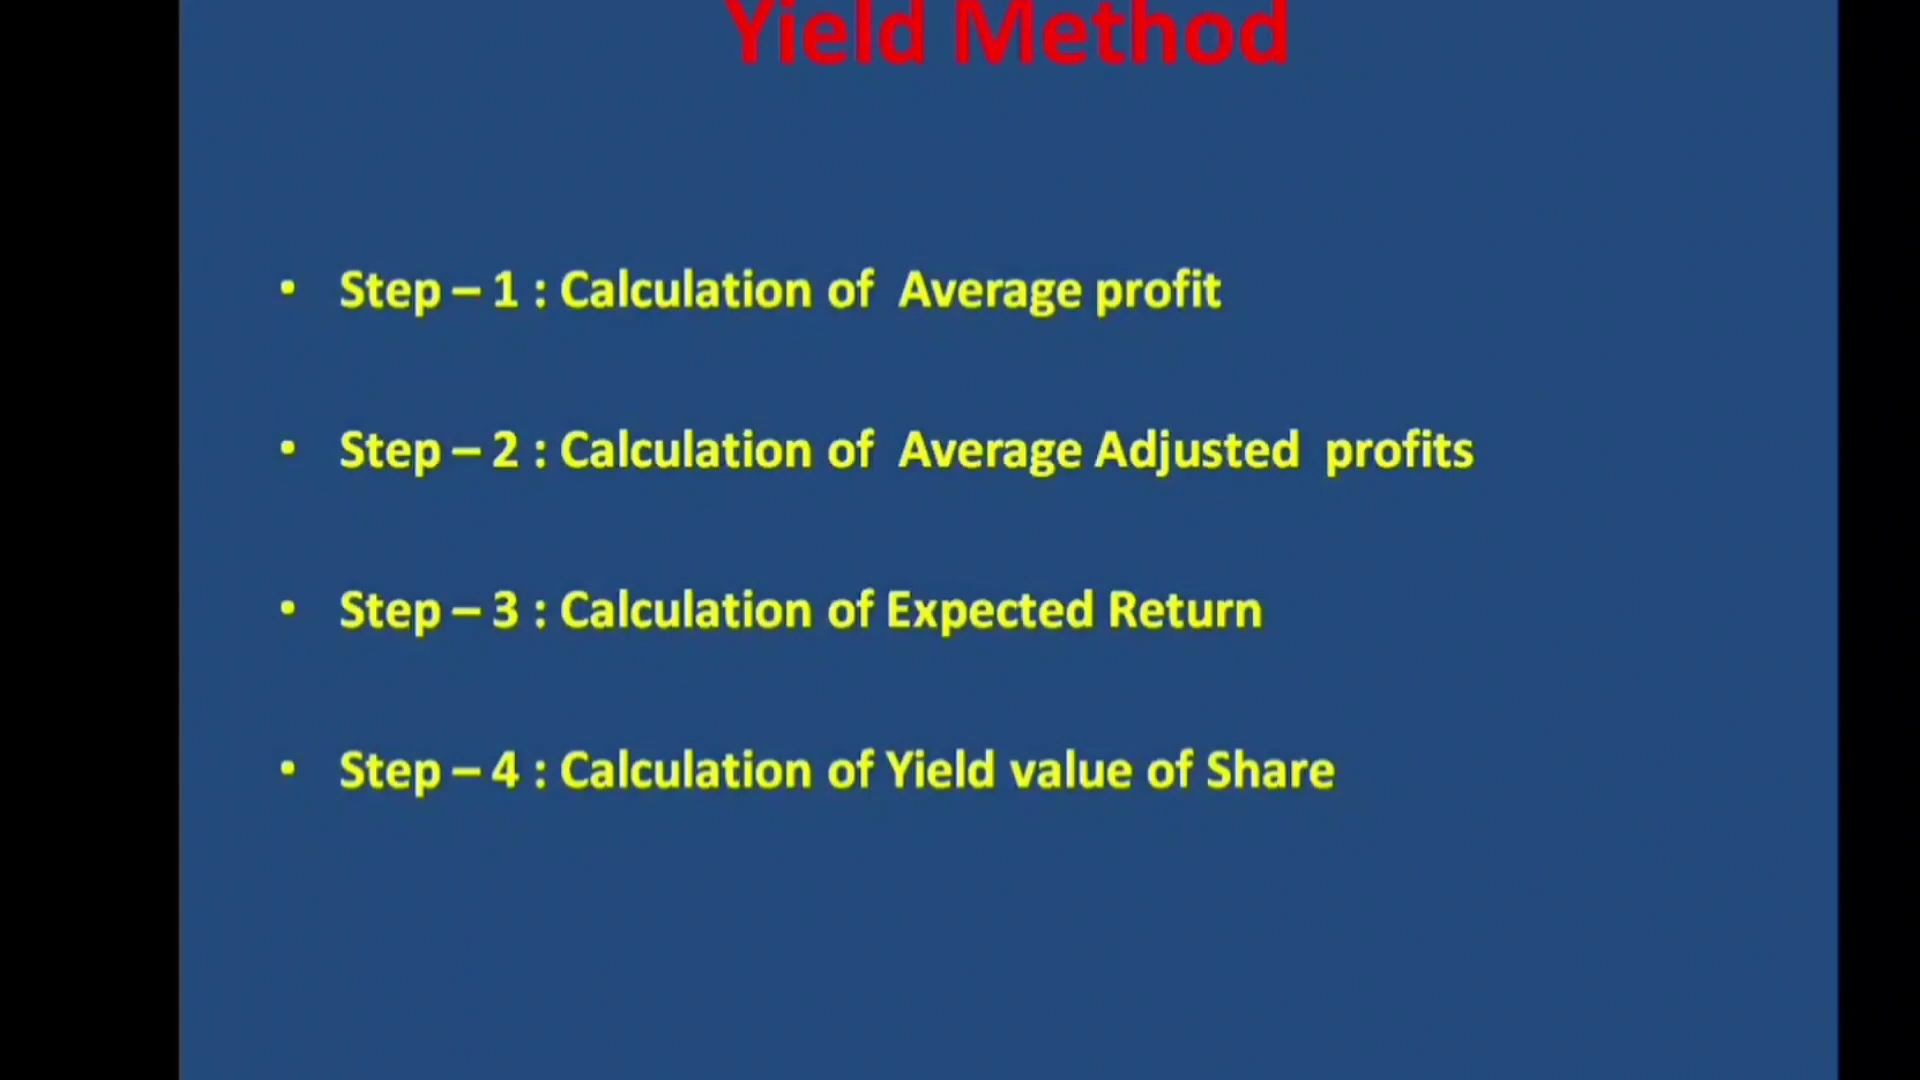 Yield Method
• Step – 1 : Calculation of Average profit
• Step – 2 : Calculation of Average Adjusted profits
• Step – 3 : Calculation of Expected Return
• Step – 4 : Calculation of Yield value of Share